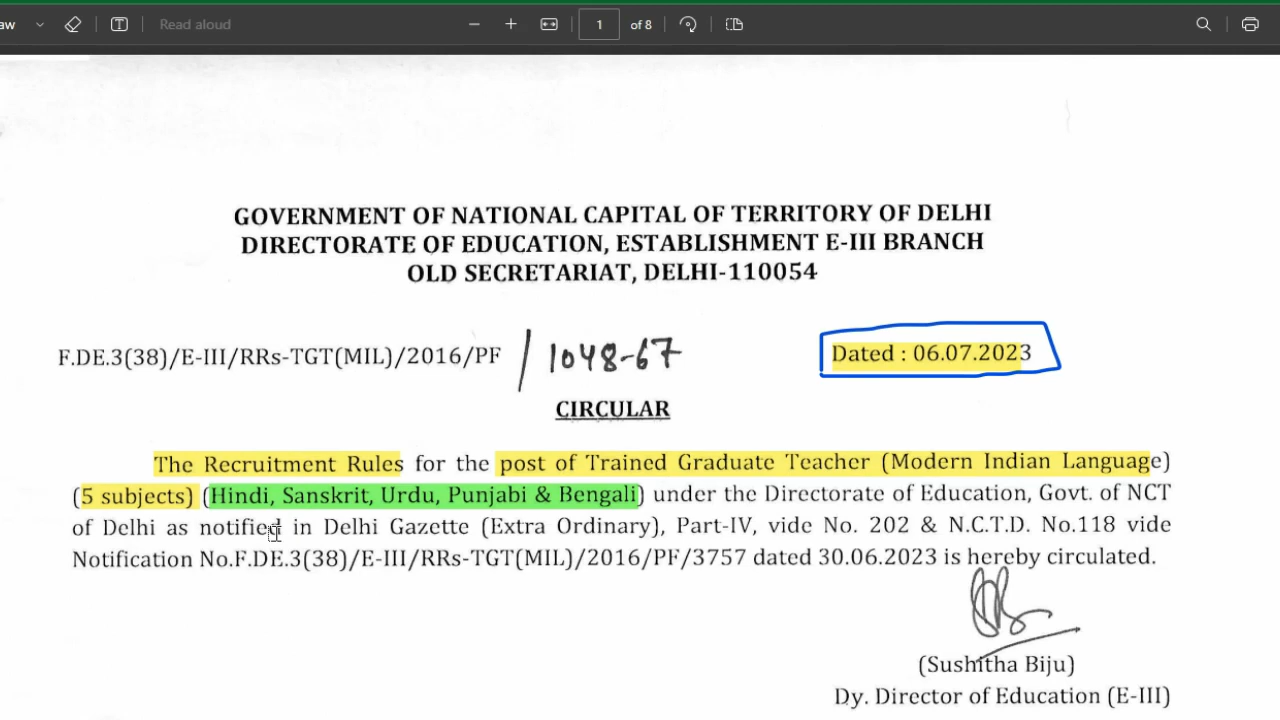 aw Read aloud 1 of 8
GOVERNMENT OF NATIONAL CAPITAL OF TERRITORY OF DELHI
DIRECTORATE OF EDUCATION, ESTABLISHMENT E-III BRANCH
OLD SECRETARIAT, DELHI-110054
F.DE.3(38)/E-III/RRs-TGT(MIL)/2016/PF / 1048-67 Dated : 06.07.2023
CIRCULAR
The Recruitment Rules for the post of Trained Graduate Teacher (Modern Indian Language)
(5 subjects) (Hindi, Sanskrit, Urdu, Punjabi & Bengali) under the Directorate of Education, Govt. of NCT
of Delhi as notified in Delhi Gazette (Extra Ordinary), Part-IV, vide No. 202 & N.C.T.D. No.118 vide
Notification No.F.DE.3(38)/E-III/RRs-TGT(MIL)/2016/PF/3757 dated 30.06.2023 is hereby circulated.
(Sushitha Biju)
Dy. Director of Education (E-III)